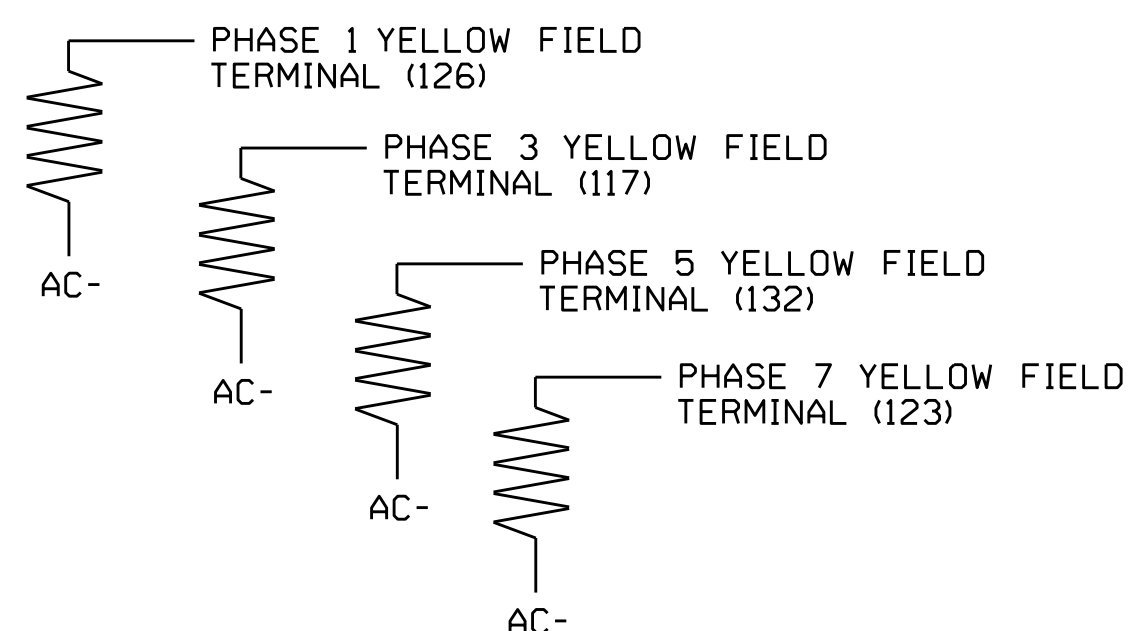 PHASE 1 YELLOW FIELD
TERMINAL (126)
AC-
PHASE 3 YELLOW FIELD
TERMINAL (117)
AC-
PHASE 5 YELLOW FIELD
TERMINAL (132)
AC-
PHASE 7 YELLOW FIELD
TERMINAL (123)
AC-